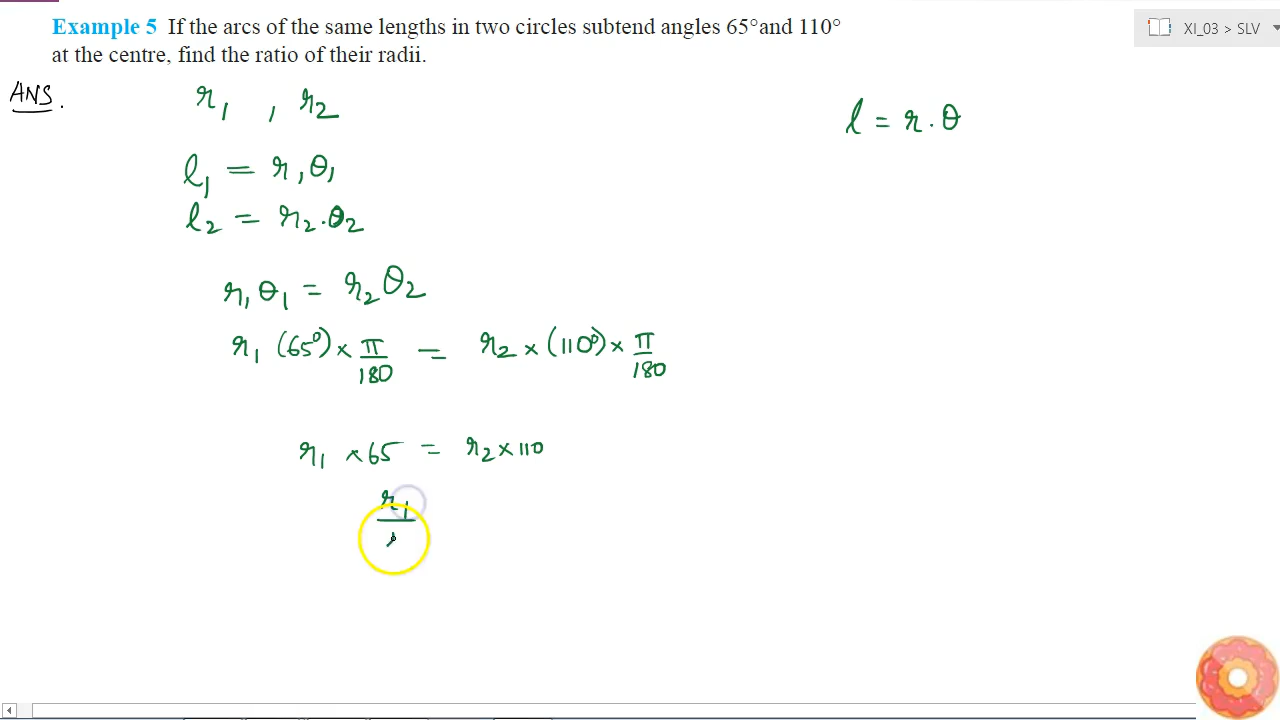 Example 5 If the arcs of the same lengths in two circles subtend angles 65°and 110°
at the centre, find the ratio of their radii.
XI_03 > SLV
ANS.
r₁ , r₂
l = r . θ
l₁ = r₁θ₁
l₂ = r₂.θ₂
r₁θ₁ = r₂θ₂
r₁ (65°) × π/180 = r₂ × (110°) × π/180
r₁ × 65 = r₂ × 110
r₁